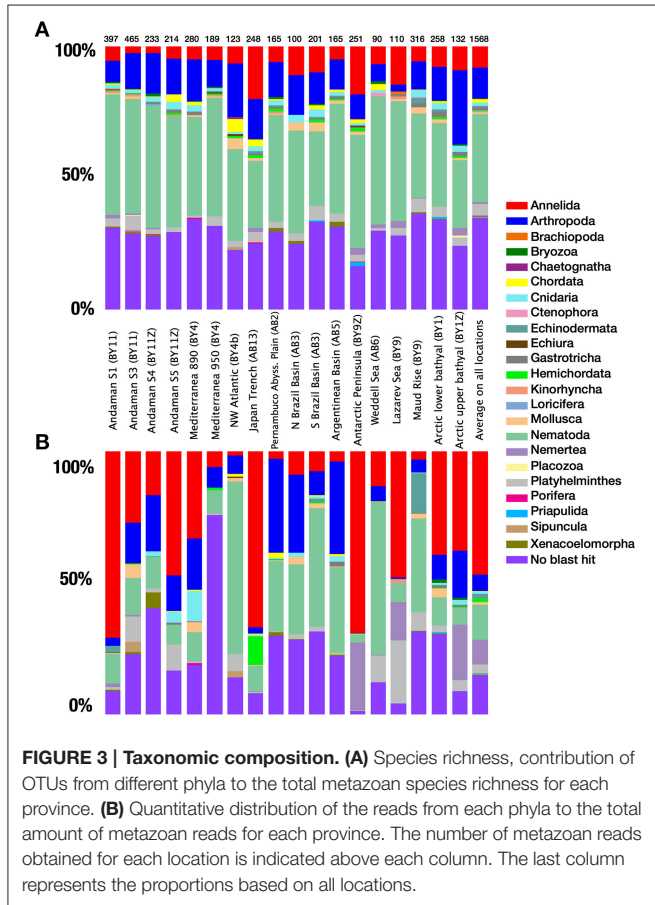 A
397 465 233 214 280 189 123 248 165 100 201 165 251 90 110 316 258 132 1568
100%
50%
0%
Andaman S1 (BY11)
Andaman S3 (BY11)
Andaman S4 (BY11Z)
Andaman S5 (BY11Z)
Mediterranea 890 (BY4)
Mediterranea 950 (BY4)
NW Atlantic (BY4b)
Japan Trench (AB13)
Pernambuco Abyss. Plain (AB2)
N Brazil Basin (AB3)
S Brazil Basin (AB3)
Argentinean Basin (AB5)
Antarctic Peninsula (BY9Z)
Weddell Sea (AB6)
Lazarev Sea (BY9)
Maud Rise (BY9)
Arctic lower bathyal (BY1)
Arctic upper bathyal (BY1Z)
Average on all locations
B
100%
50%
0%
Annelida
Arthropoda
Brachiopoda
Bryozoa
Chaetognatha
Chordata
Cnidaria
Ctenophora
Echinodermata
Echiura
Gastrotricha
Hemichordata
Kinorhyncha
Loricifera
Mollusca
Nematoda
Nemertea
Placozoa
Platyhelminthes
Porifera
Priapulida
Sipuncula
Xenacoelomorpha
No blast hit
FIGURE 3 | Taxonomic composition. (A) Species richness, contribution of
OTUs from different phyla to the total metazoan species richness for each
province. (B) Quantitative distribution of the reads from each phyla to the total
amount of metazoan reads for each province. The number of metazoan reads
obtained for each location is indicated above each column. The last column
represents the proportions based on all locations.